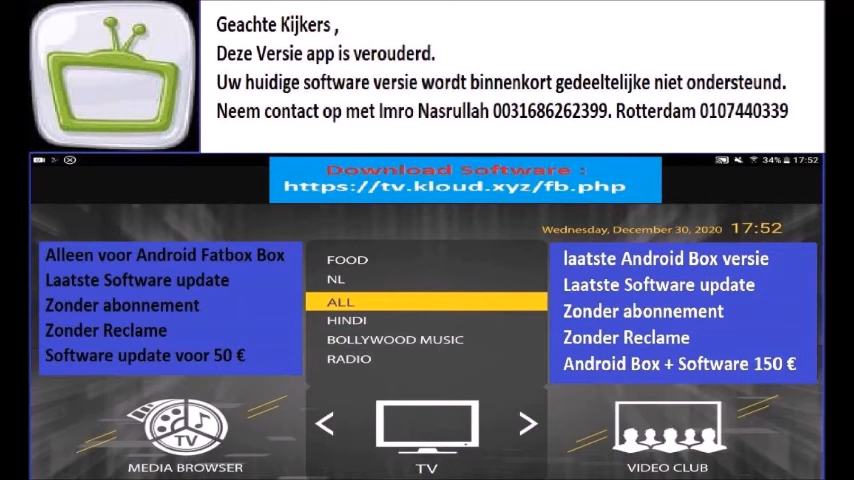 Geachte Kijkers ,
Deze Versie app is verouderd.
Uw huidige software versie wordt binnenkort gedeeltelijke niet ondersteund.
Neem contact op met Imro Nasrullah 0031686262399. Rotterdam 0107440339
34% 17:52
Download Software :
https://tv.kloud.xyz/fb.php
Wednesday, December 30, 2020 17:52
Alleen voor Android Fatbox Box
Laatste Software update
Zonder abonnement
Zonder Reclame
Software update voor 50 €
FOOD
NL
ALL
HINDI
BOLLYWOOD MUSIC
RADIO
laatste Android Box versie
Laatste Software update
Zonder abonnement
Zonder Reclame
Android Box + Software 150 €
TV
MEDIA BROWSER
TV
VIDEO CLUB